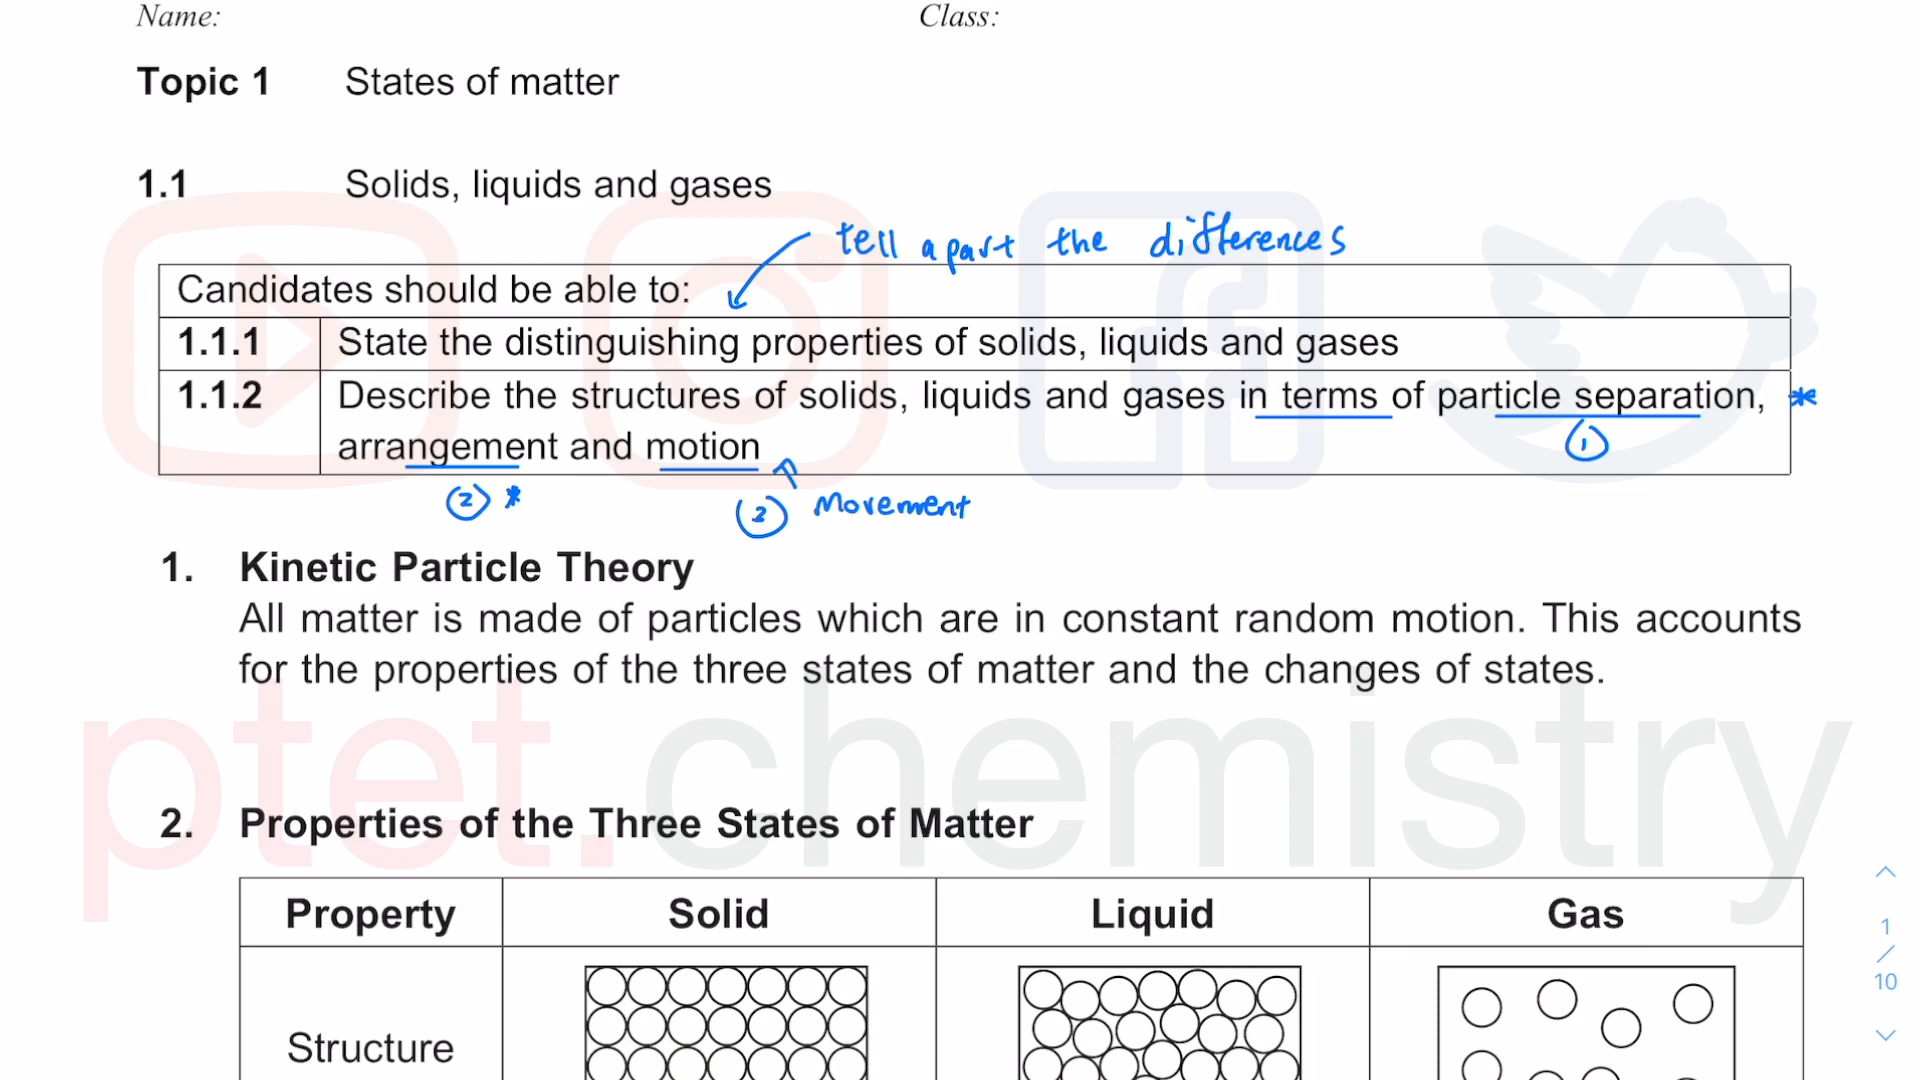 Name: Class:
Topic 1 States of matter
1.1 Solids, liquids and gases
tell apart the differences
Candidates should be able to:
1.1.1 State the distinguishing properties of solids, liquids and gases
1.1.2 Describe the structures of solids, liquids and gases in terms of particle separation, *
①
arrangement and motion
② * ③ Movement
1. Kinetic Particle Theory
All matter is made of particles which are in constant random motion. This accounts
for the properties of the three states of matter and the changes of states.
ptet.chemistry
2. Properties of the Three States of Matter
Property Solid Liquid Gas
1
/
10
Structure